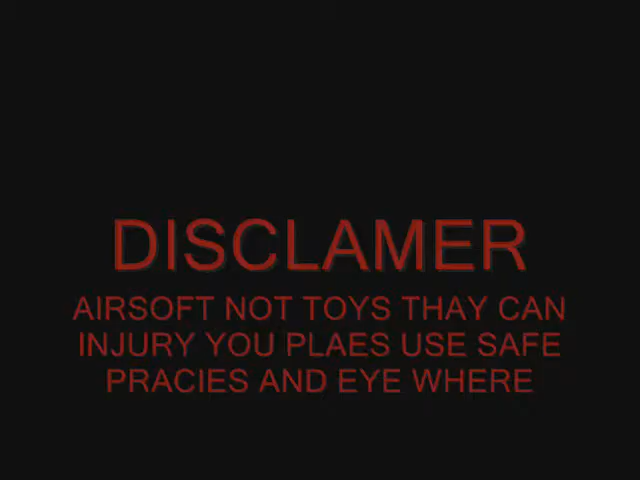 DISCLAMER
AIRSOFT NOT TOYS THAY CAN
INJURY YOU PLAES USE SAFE
PRACIES AND EYE WHERE